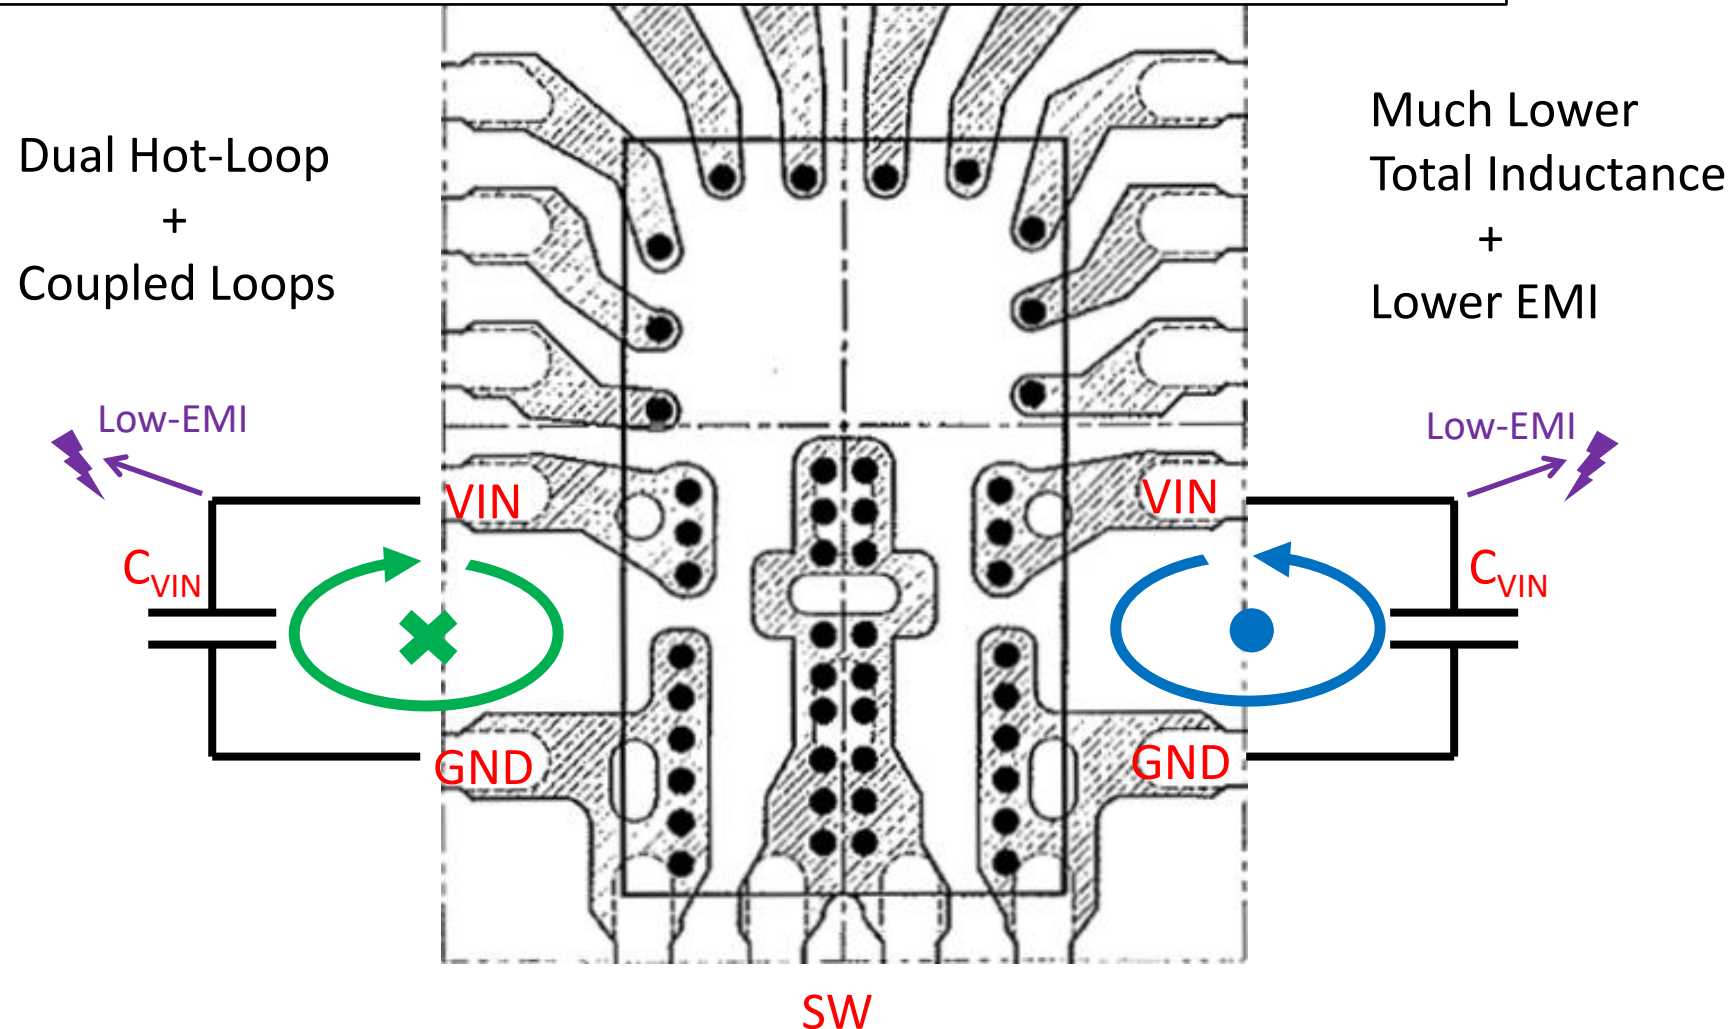 Dual Hot-Loop
+
Coupled Loops
Much Lower
Total Inductance
+
Lower EMI
Low-EMI
Low-EMI
VIN
VIN
CVIN
CVIN
GND
GND
SW